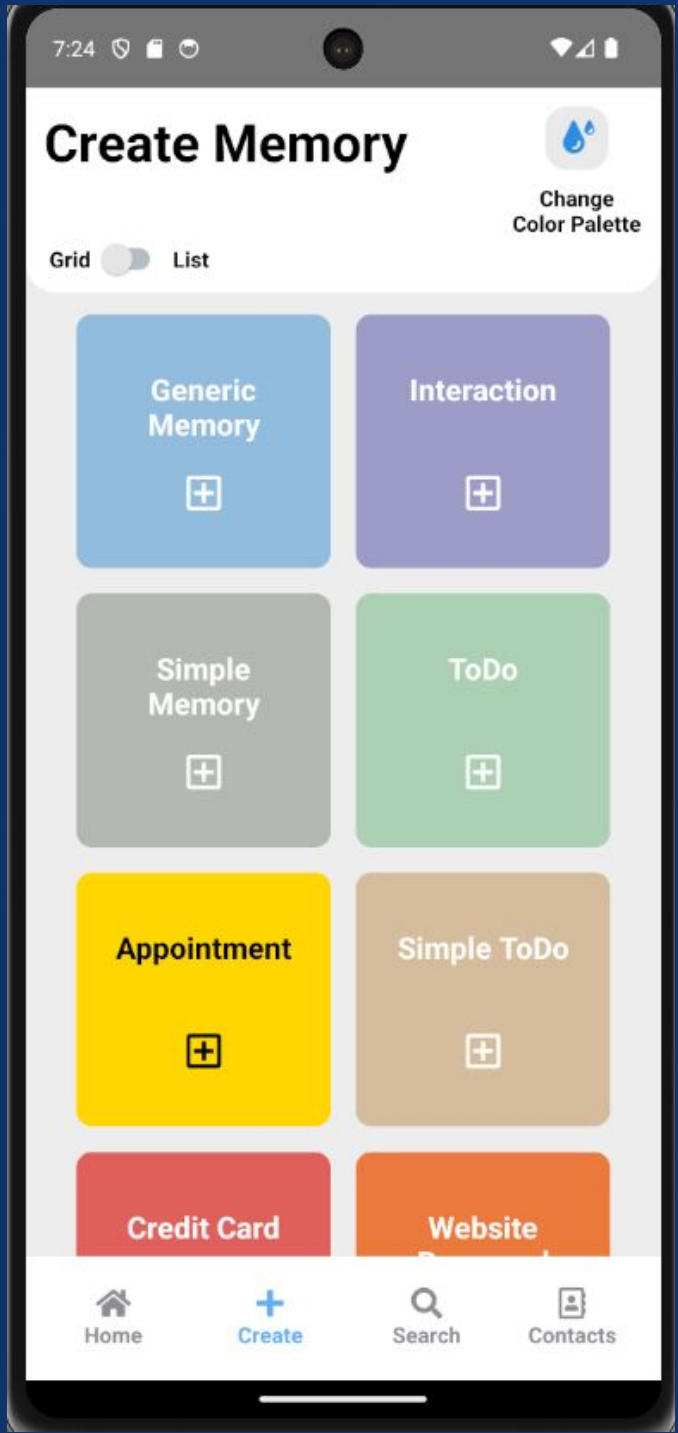 7:24
Create Memory
Change
Color Palette
Grid List
Generic
Memory
Interaction
Simple
Memory
ToDo
Appointment
Simple ToDo
Credit Card
Website
Home
Create
Search
Contacts